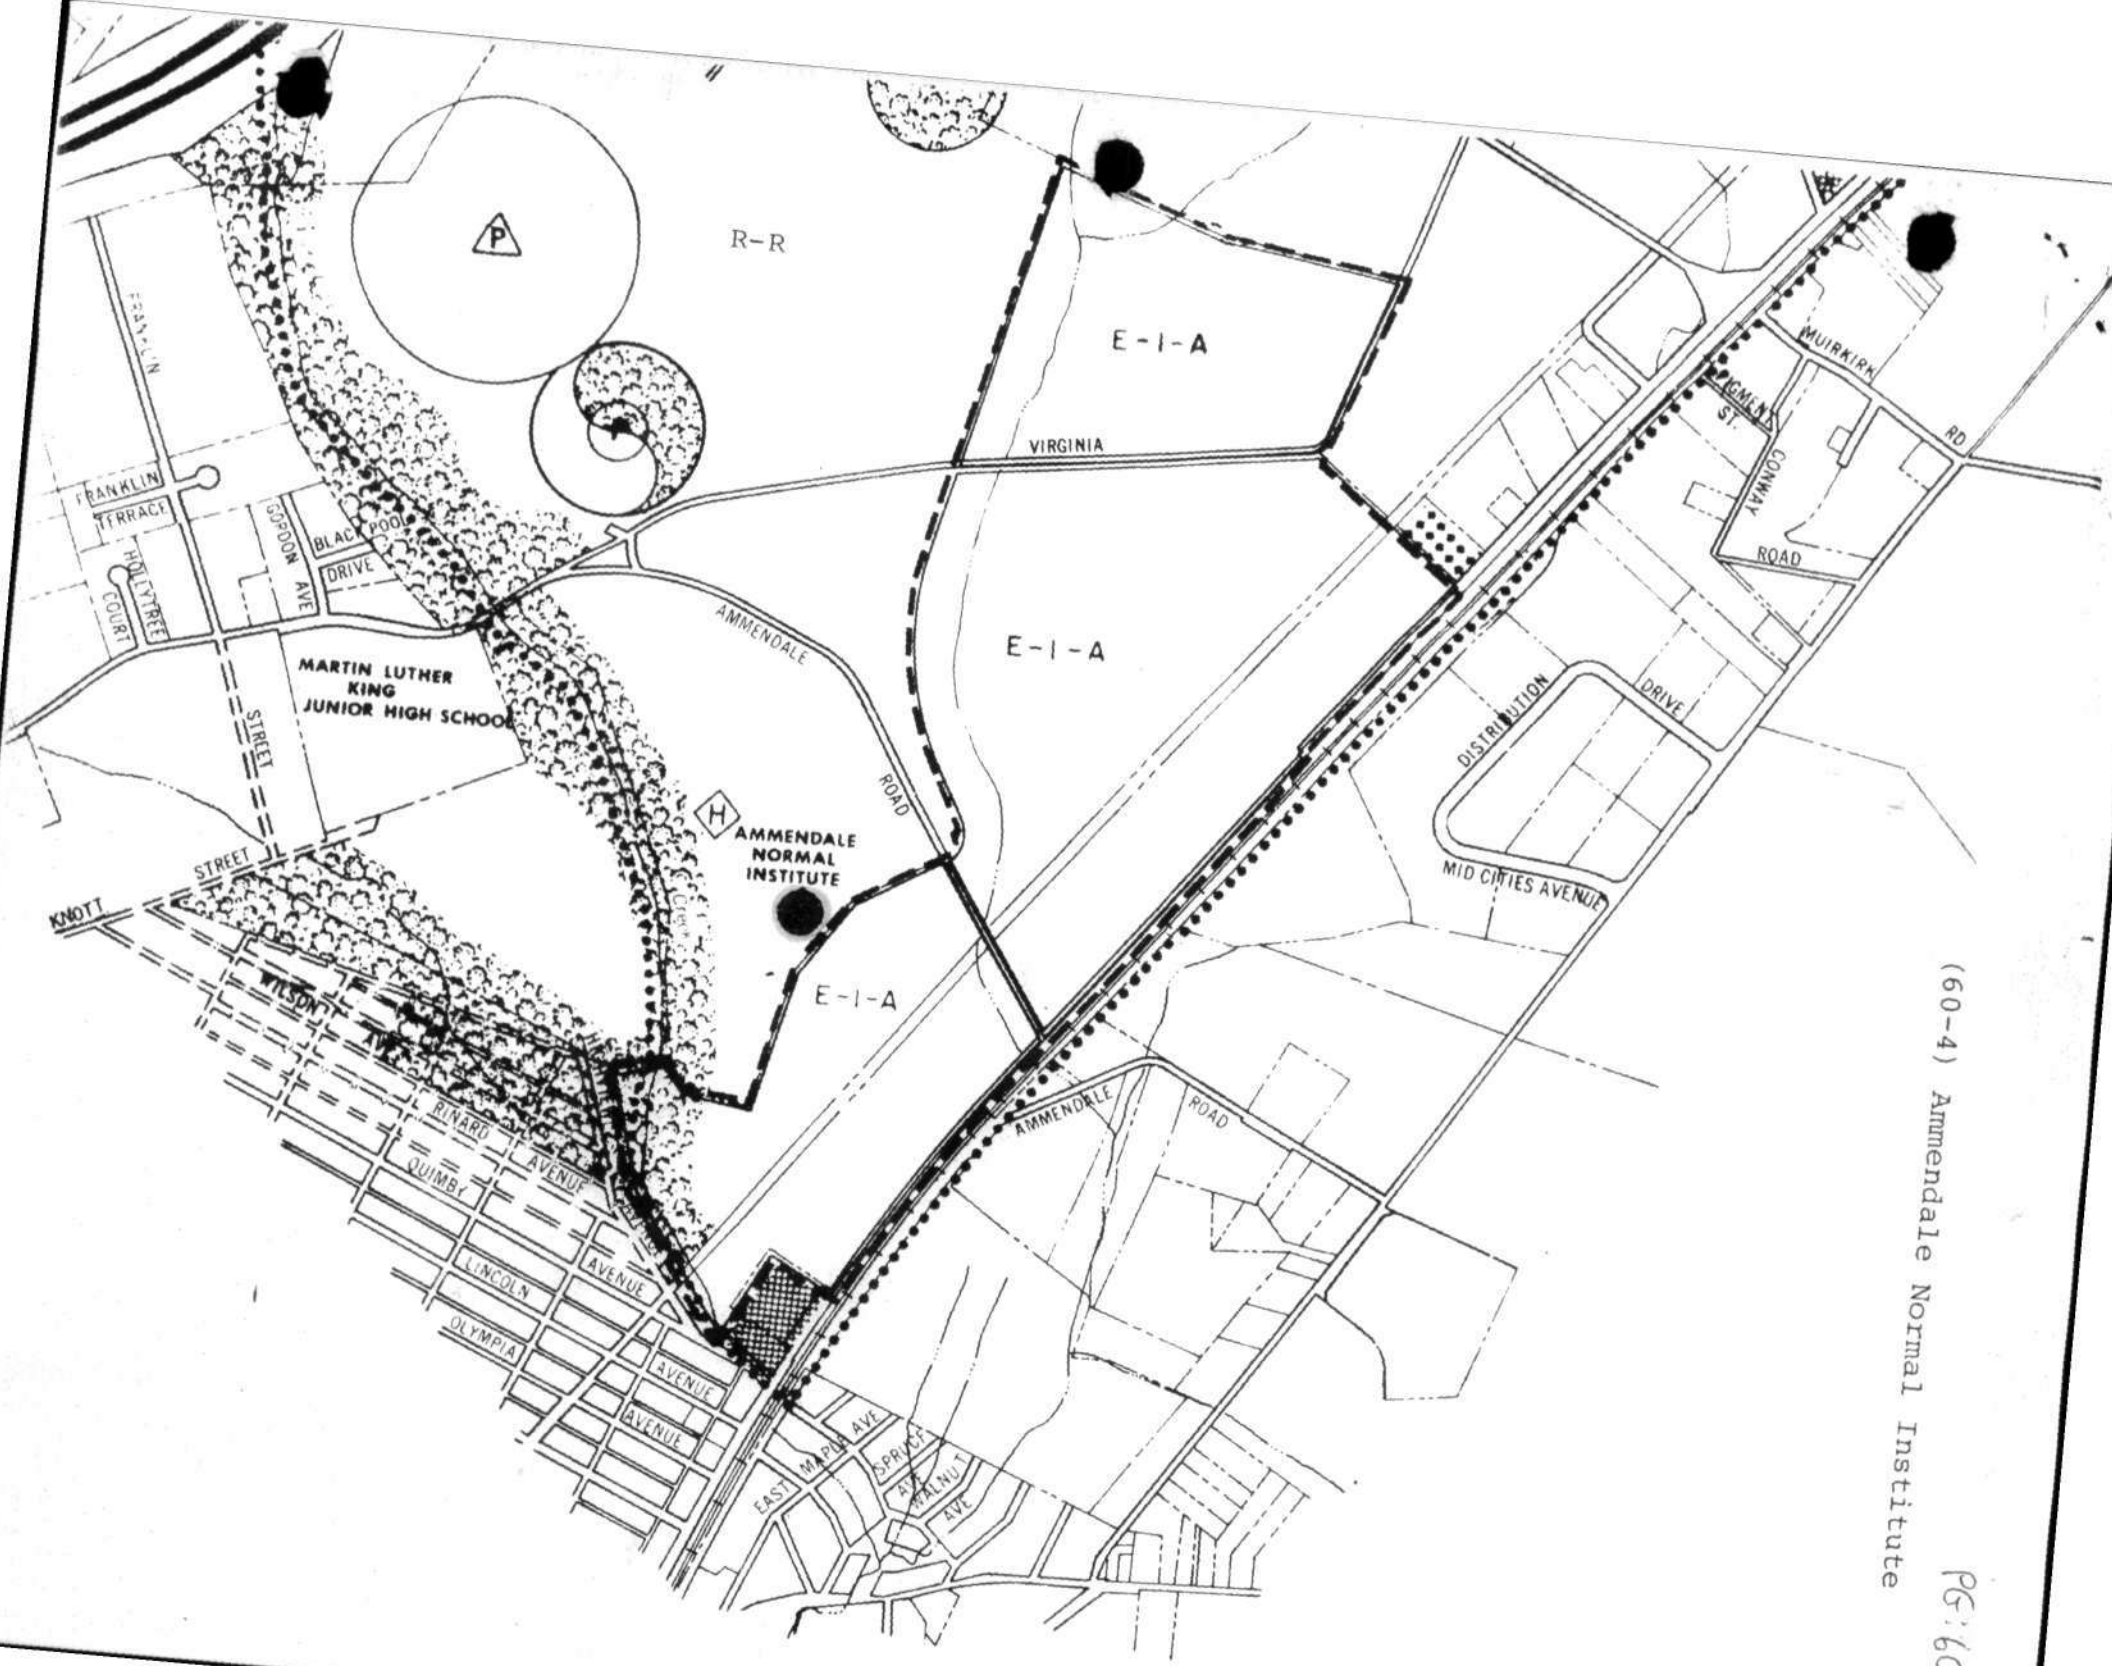 P
R-R
E-I-A
VIRGINIA
MUIRKIRK
RD
PIGMENT
ST.
CONWAY
ROAD
FRANKLIN
FRANKLIN
TERRACE
GORDON AVE
BLACKPOOL
DRIVE
HOLLYTREE
COURT
AMMENDALE
E-I-A
MARTIN LUTHER
KING
JUNIOR HIGH SCHOOL
STREET
ROAD
DISTRIBUTION
DRIVE
H
AMMENDALE
NORMAL
INSTITUTE
STREET
KNOTT
Creek
MID CITIES AVENUE
E-I-A
WILSON
AVE
RINARD
AVENUE
AMMENDALE
ROAD
QUIMBY
AVENUE
LINCOLN
AVENUE
OLYMPIA
AVENUE
EAST
MAPLE AVE
SPRUCE
AVE
WALNUT
AVE
(60-4) Ammendale Normal Institute
PG:60